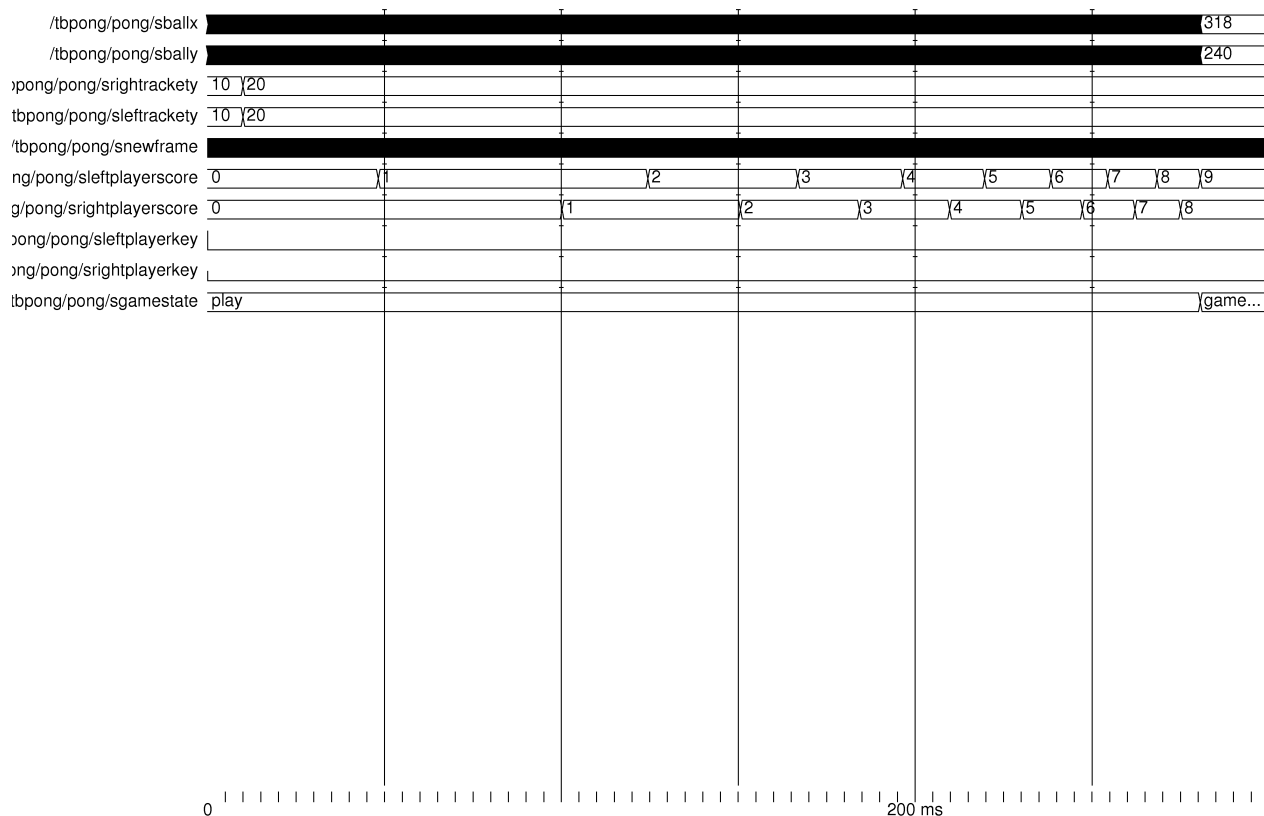 /tbpong/pong/sballx 318
/tbpong/pong/sbally 240
pong/pong/srightrackety 10 20
tbpong/pong/sleftrackety 10 20
/tbpong/pong/snewframe
ng/pong/sleftplayerscore 0 1 2 3 4 5 6 7 8 9
g/pong/srightplayerscore 0 1 2 3 4 5 6 7 8
pong/pong/sleftplayerkey
ong/pong/srightplayerkey
tbpong/pong/sgamestate play game...
0 200 ms